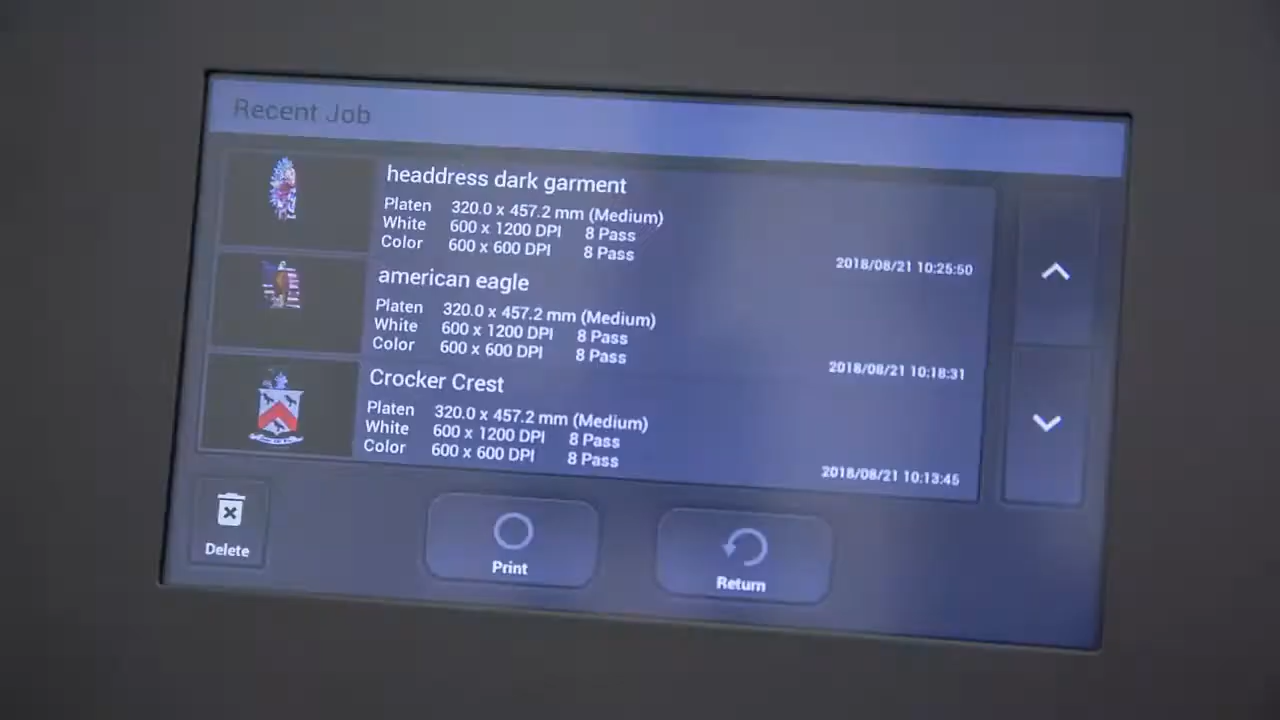 Recent Job
headdress dark garment
Platen 320.0 x 457.2 mm (Medium)
White 600 x 1200 DPI 8 Pass
Color 600 x 600 DPI 8 Pass
2018/08/21 10:25:50
american eagle
Platen 320.0 x 457.2 mm (Medium)
White 600 x 1200 DPI 8 Pass
Color 600 x 600 DPI 8 Pass
2018/08/21 10:18:31
Crocker Crest
Platen 320.0 x 457.2 mm (Medium)
White 600 x 1200 DPI 8 Pass
Color 600 x 600 DPI 8 Pass
2018/08/21 10:13:45
Delete
Print
Return